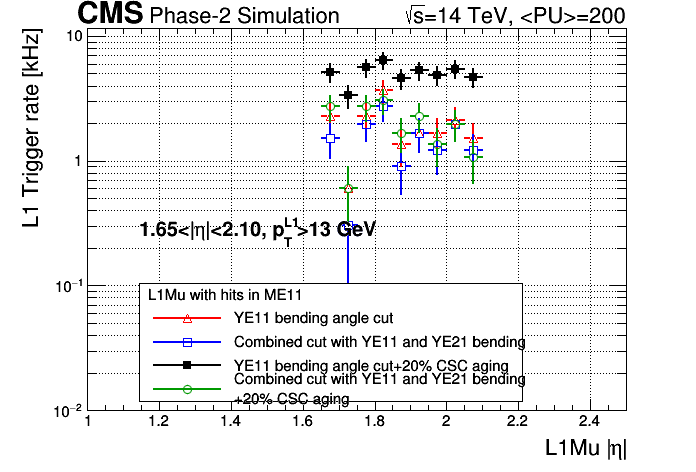 CMS Phase-2 Simulation √s=14 TeV, <PU>=200
L1 Trigger rate [kHz]
10
1
10⁻¹
10⁻²
1.65<|η|<2.10, p_T^L1>13 GeV
L1Mu with hits in ME11
YE11 bending angle cut
Combined cut with YE11 and YE21 bending
YE11 bending angle cut+20% CSC aging
Combined cut with YE11 and YE21 bending
+20% CSC aging
1 1.2 1.4 1.6 1.8 2 2.2 2.4
L1Mu |η|